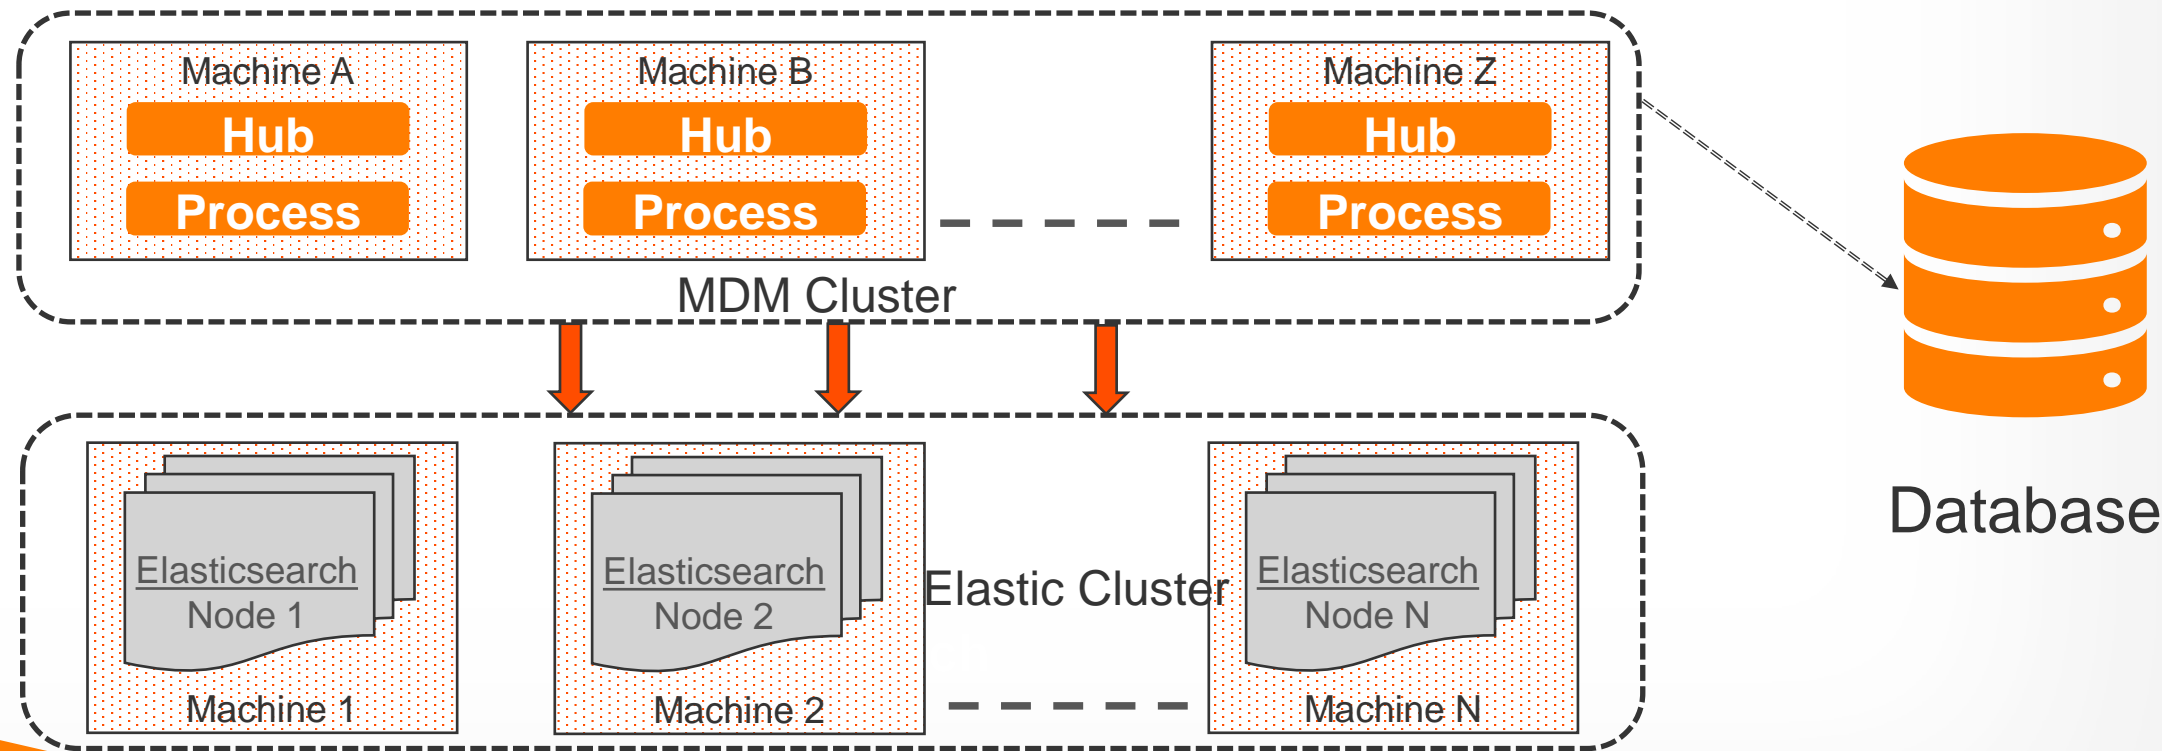 Machine A
Hub
Process
Machine B
Hub
Process
Machine Z
Hub
Process
MDM Cluster
Elasticsearch
Node 1
Machine 1
Elasticsearch
Node 2
Machine 2
Elastic Cluster
Elasticsearch
Node N
Machine N
Database